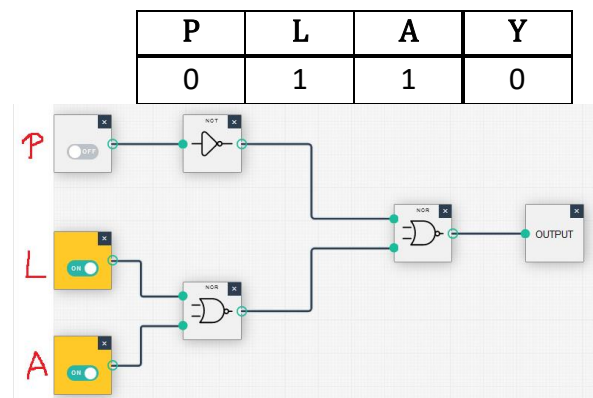 P L A Y
0 1 1 0
NOT
P OFF
NOR
OUTPUT
L ON
NOR
A ON